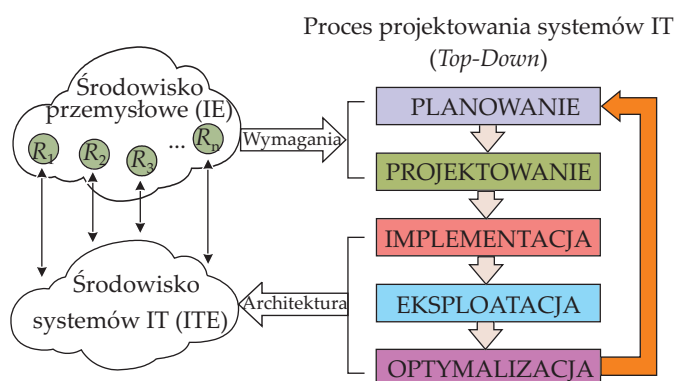 Proces projektowania systemów IT
(Top-Down)
Środowisko
przemysłowe (IE)
R1 R2 R3 ... Rn
Wymagania
PLANOWANIE
PROJEKTOWANIE
IMPLEMENTACJA
EKSPLOATACJA
OPTYMALIZACJA
Architektura
Środowisko
systemów IT (ITE)